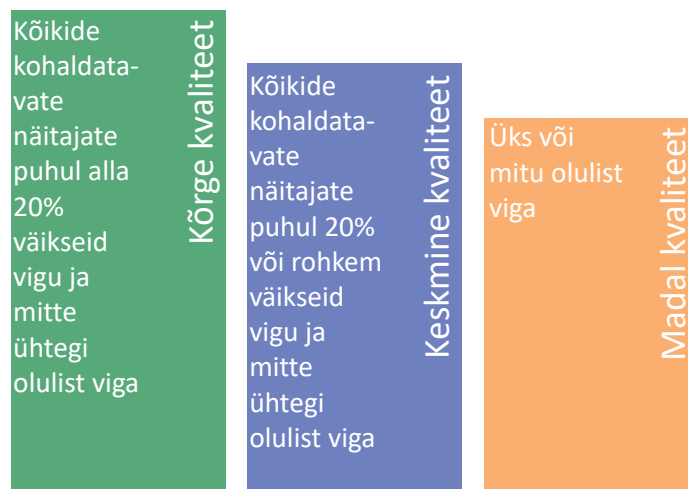 Kõikide
kohaldata-
vate
näitajate
puhul alla
20%
väikseid
vigu ja
mitte
ühtegi
olulist viga
Kõrge kvaliteet
Kõikide
kohaldata-
vate
näitajate
puhul 20%
või rohkem
väikseid
vigu ja
mitte
ühtegi
olulist viga
Keskmine kvaliteet
Üks või
mitu olulist
viga
Madal kvaliteet